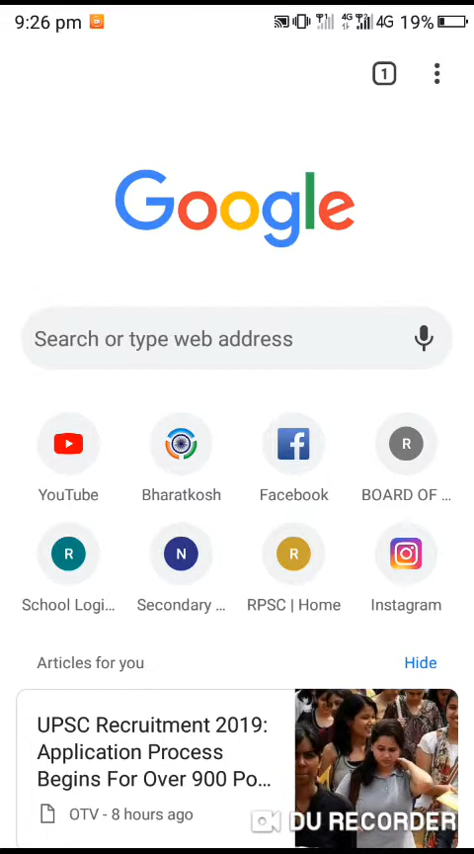 9:26 pm 4G 4G 19%
1
Google
Search or type web address
YouTube Bharatkosh Facebook BOARD OF ...
R
R N R
School Logi... Secondary ... RPSC | Home Instagram
Articles for you Hide
UPSC Recruitment 2019:
Application Process
Begins For Over 900 Po...
OTV - 8 hours ago
DU RECORDER